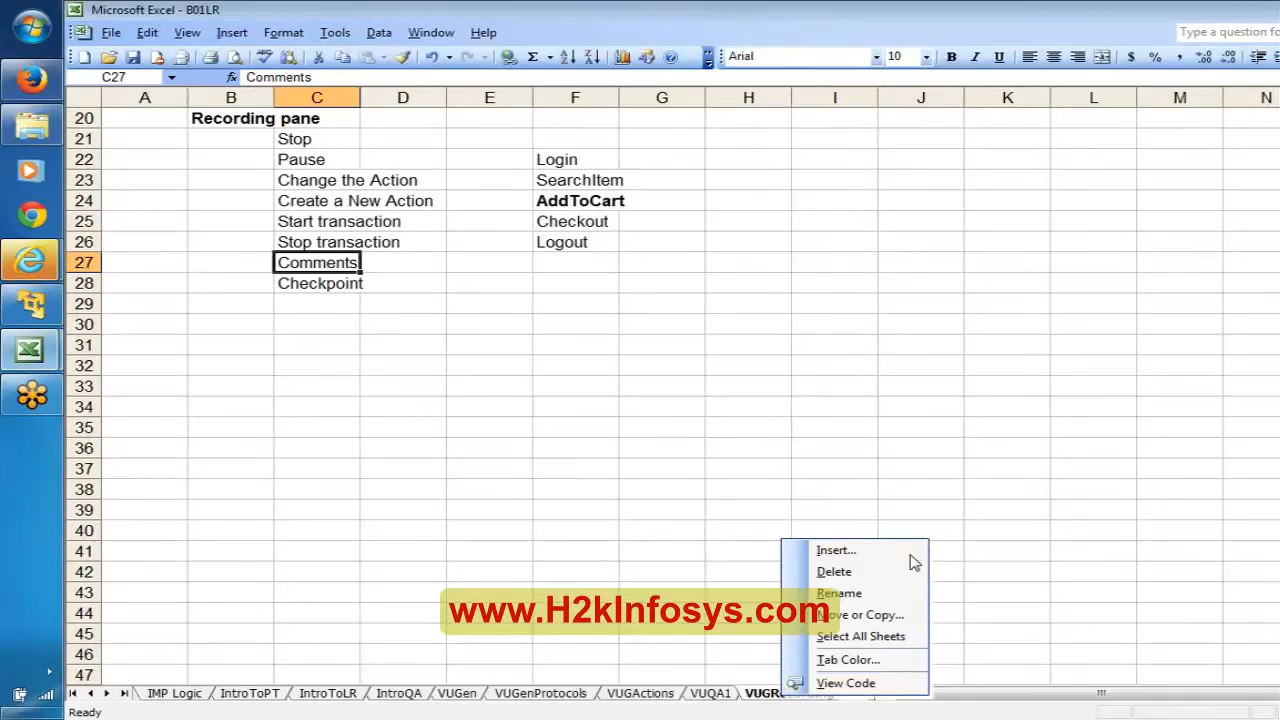 Microsoft Excel - B01LR
File Edit View Insert Format Tools Data Window Help Type a question fo
Arial 10 B I U
C27 fx Comments
A B C D E F G H I J K L M N
20 Recording pane
21 Stop
22 Pause Login
23 Change the Action SearchItem
24 Create a New Action AddToCart
25 Start transaction Checkout
26 Stop transaction Logout
27 Comments
28 Checkpoint
29
30
31
32
33
34
35
36
37
38
39
40
41 Insert...
42 Delete
43 Rename
www.H2kInfosys.com
44 Move or Copy...
45 Select All Sheets
46 Tab Color...
47 View Code
IMP Logic IntroToPT IntroToLR IntroQA VUGen VUGenProtocols VUGActions VUQA1
Ready